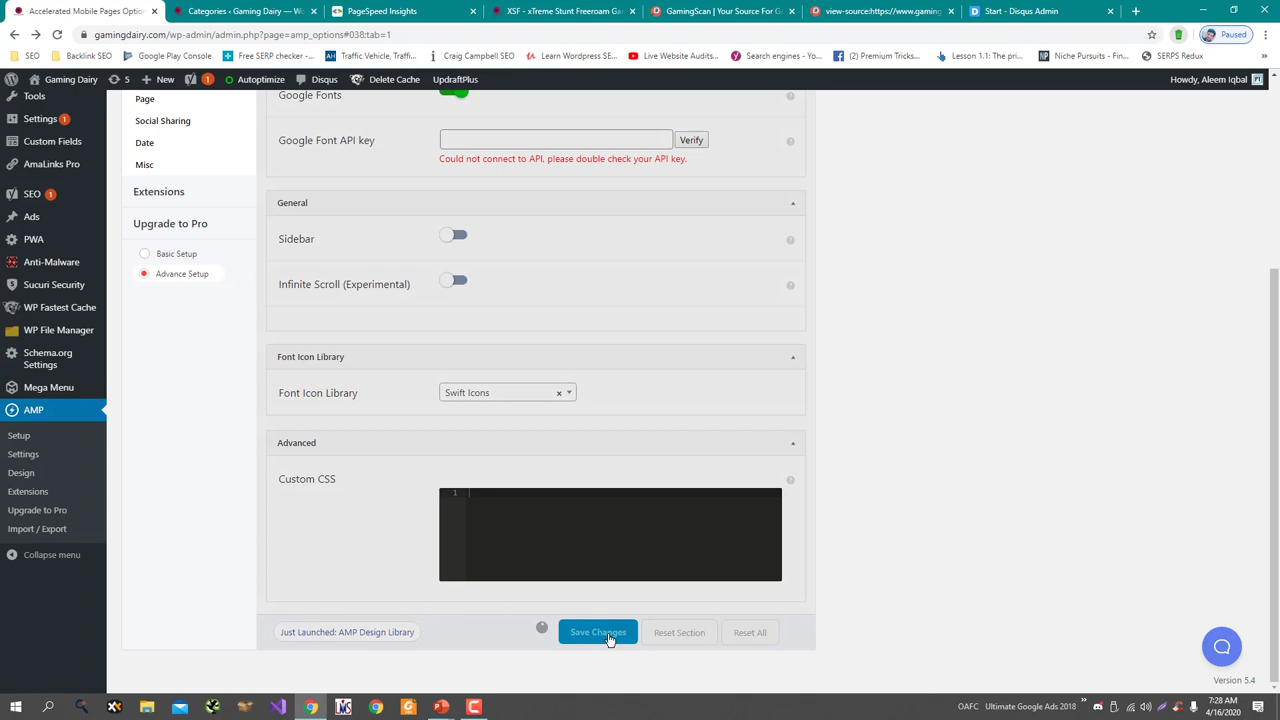 Accelerated Mobile Pages Optio
Categories ‹ Gaming Dairy — Wo
PageSpeed Insights
XSF - xTreme Stunt Freeroam Ga
GamingScan | Your Source For G
view-source:https://www.gaming
Start - Disqus Admin
gamingdairy.com/wp-admin/admin.php?page=amp_options#038;tab=1
Paused
SEO
Backlink SEO
Google Play Console
Free SERP checker -...
Traffic Vehicle, Traffi...
Craig Campbell SEO
Learn Wordpress SE...
Live Website Audits...
Search engines - Yo...
(2) Premium Tricks...
Lesson 1.1: The pri...
Niche Pursuits - Fin...
SERPS Redux
Gaming Dairy
5
New
1
Autoptimize
Disqus
Delete Cache
UpdraftPlus
Howdy, Aleem Iqbal
Tools
Settings 1
Custom Fields
AmaLinks Pro
SEO 1
Ads
PWA
Anti-Malware
Sucuri Security
WP Fastest Cache
WP File Manager
Schema.org
Settings
Mega Menu
AMP
Setup
Settings
Design
Extensions
Upgrade to Pro
Import / Export
Collapse menu
Page
Social Sharing
Date
Misc
Extensions
Upgrade to Pro
Basic Setup
Advance Setup
Google Fonts
Google Font API key
Verify
Could not connect to API, please double check your API key.
General
Sidebar
Infinite Scroll (Experimental)
Font Icon Library
Font Icon Library
Swift Icons
Advanced
Custom CSS
1
Just Launched: AMP Design Library
Save Changes
Reset Section
Reset All
Version 5.4
OAFC
Ultimate Google Ads 2018
7:28 AM
4/16/2020